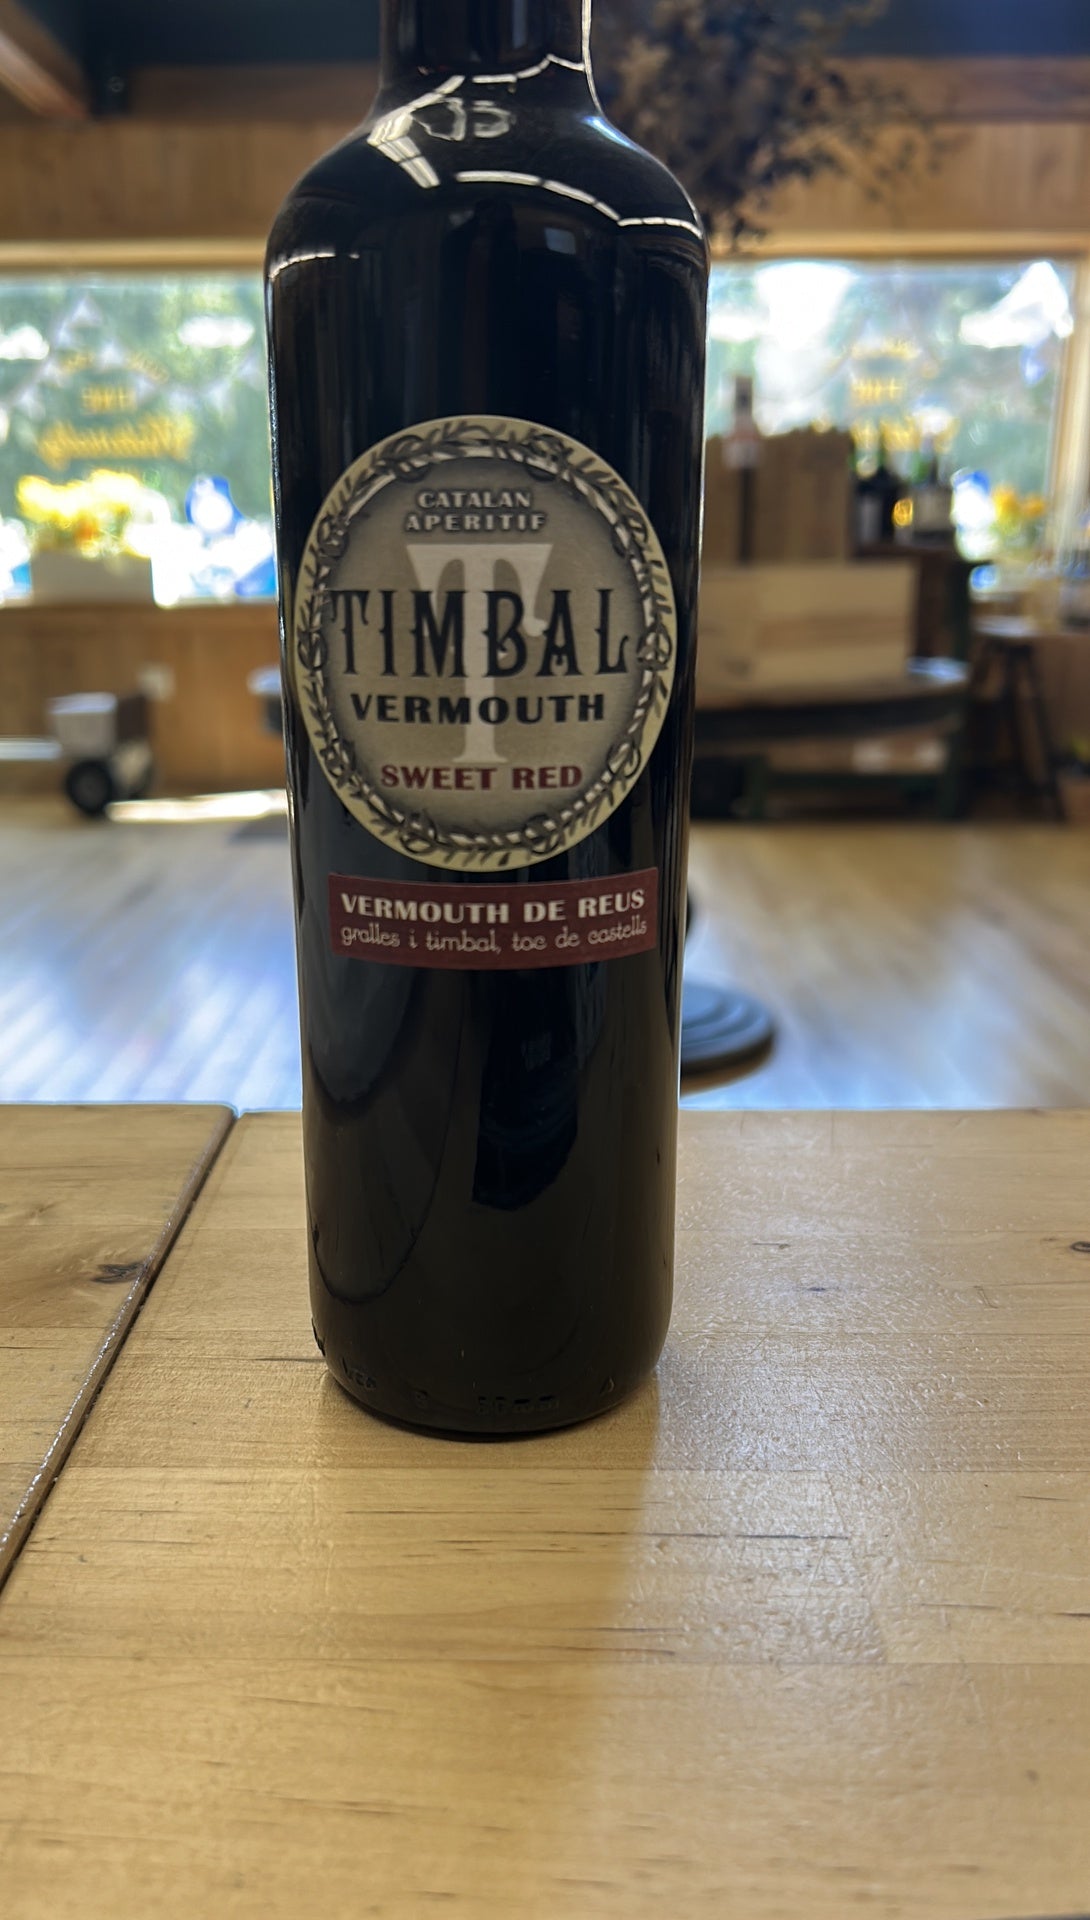 CATALAN
APERITIF
T
TIMBAL
VERMOUTH
SWEET RED
VERMOUTH DE REUS
gralles i timbal, toc de castells